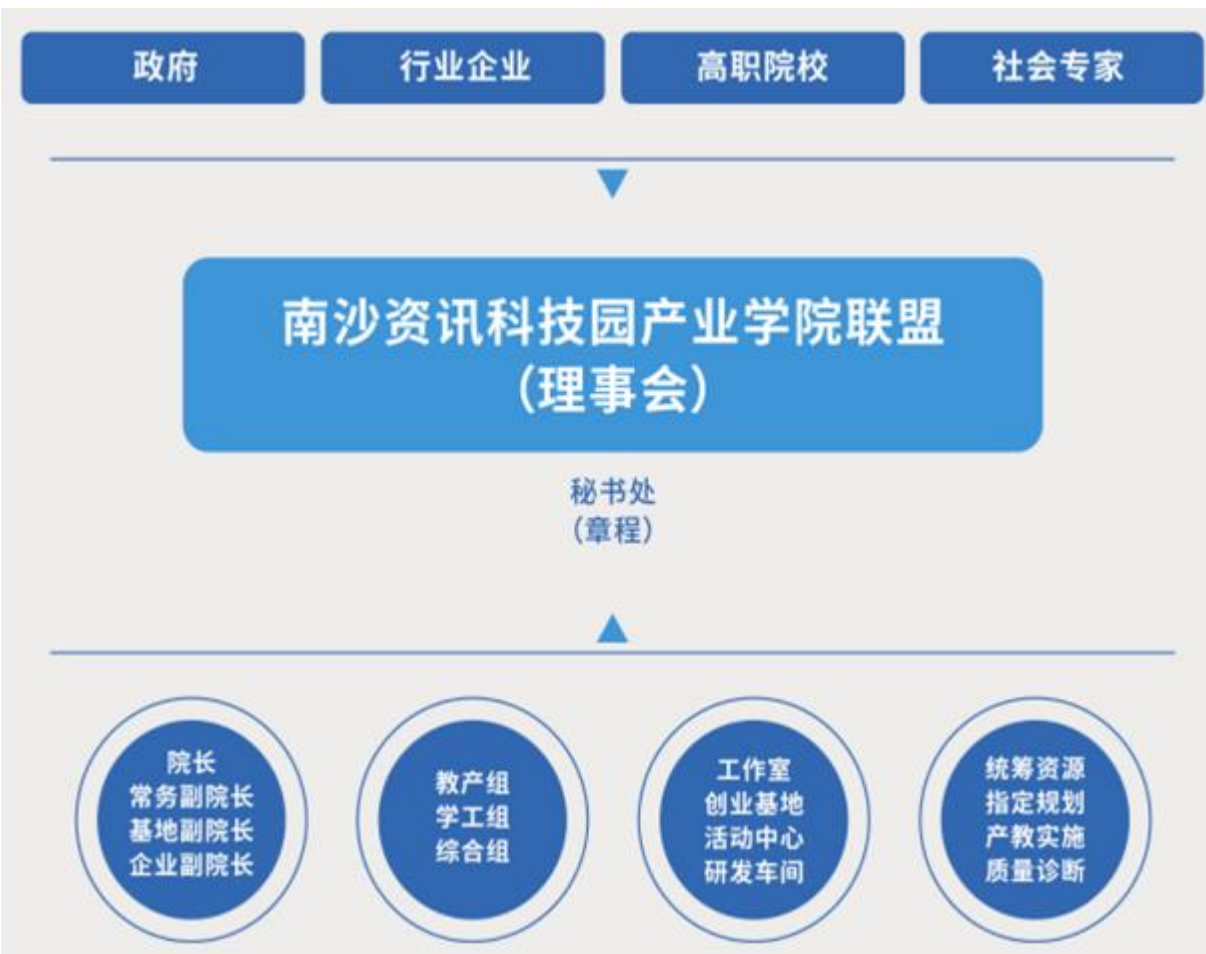 政府
行业企业
高职院校
社会专家
南沙资讯科技园产业学院联盟
（理事会）
秘书处
（章程）
院长
常务副院长
基地副院长
企业副院长
教产组
学工组
综合组
工作室
创业基地
活动中心
研发车间
统筹资源
指定规划
产教实施
质量诊断